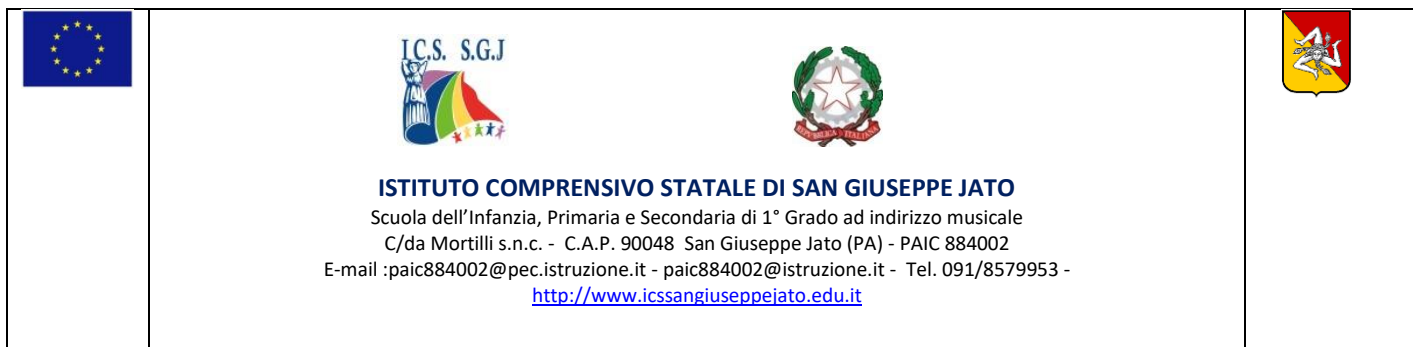 I.C.S. S.G.J
REPVBBLICA ITALIANA
ISTITUTO COMPRENSIVO STATALE DI SAN GIUSEPPE JATO
Scuola dell'Infanzia, Primaria e Secondaria di 1° Grado ad indirizzo musicale
C/da Mortilli s.n.c. - C.A.P. 90048 San Giuseppe Jato (PA) - PAIC 884002
E-mail :paic884002@pec.istruzione.it - paic884002@istruzione.it - Tel. 091/8579953 -
http://www.icssangiuseppejato.edu.it